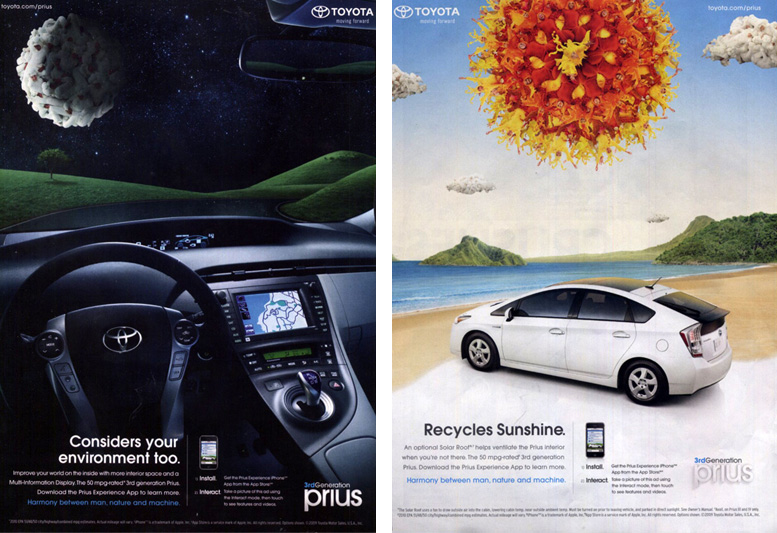 toyota.com/prius
TOYOTA
moving forward
Considers your
environment too.
Improve your world on the inside with more interior space and a
Multi-Information Display. The 50 mpg-rated* 3rd generation Prius.
Download the Prius Experience App to learn more.
Harmony between man, nature and machine.
Install.
Get the Prius Experience iPhone™
App from the App Store℠
Interact.
Take a picture of this ad using
the Interact mode, then touch
to see features and videos.
3rdGeneration
prius
TOYOTA
moving forward
toyota.com/prius
Recycles Sunshine.
An optional Solar Roof helps ventilate the Prius interior
when you're not there. The 50 mpg-rated 3rd generation
Prius. Download the Prius Experience App to learn more.
Harmony between man, nature and machine.
Install.
Get the Prius Experience iPhone™
App from the App Store℠
Interact.
Take a picture of this ad using
the Interact mode, then touch
to see features and videos.
3rdGeneration
prius